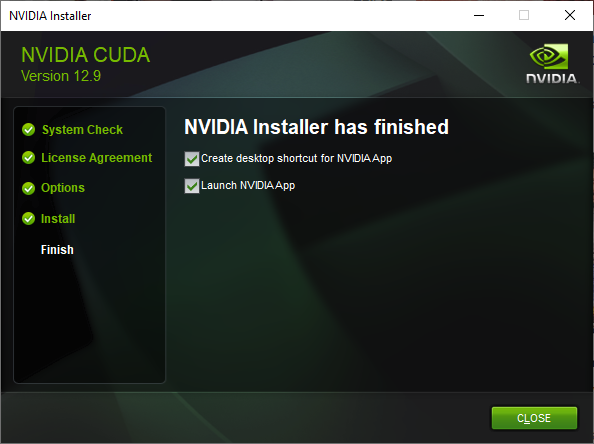 NVIDIA Installer
NVIDIA CUDA
Version 12.9
NVIDIA.
System Check
License Agreement
Options
Install
Finish
NVIDIA Installer has finished
Create desktop shortcut for NVIDIA App
Launch NVIDIA App
CLOSE